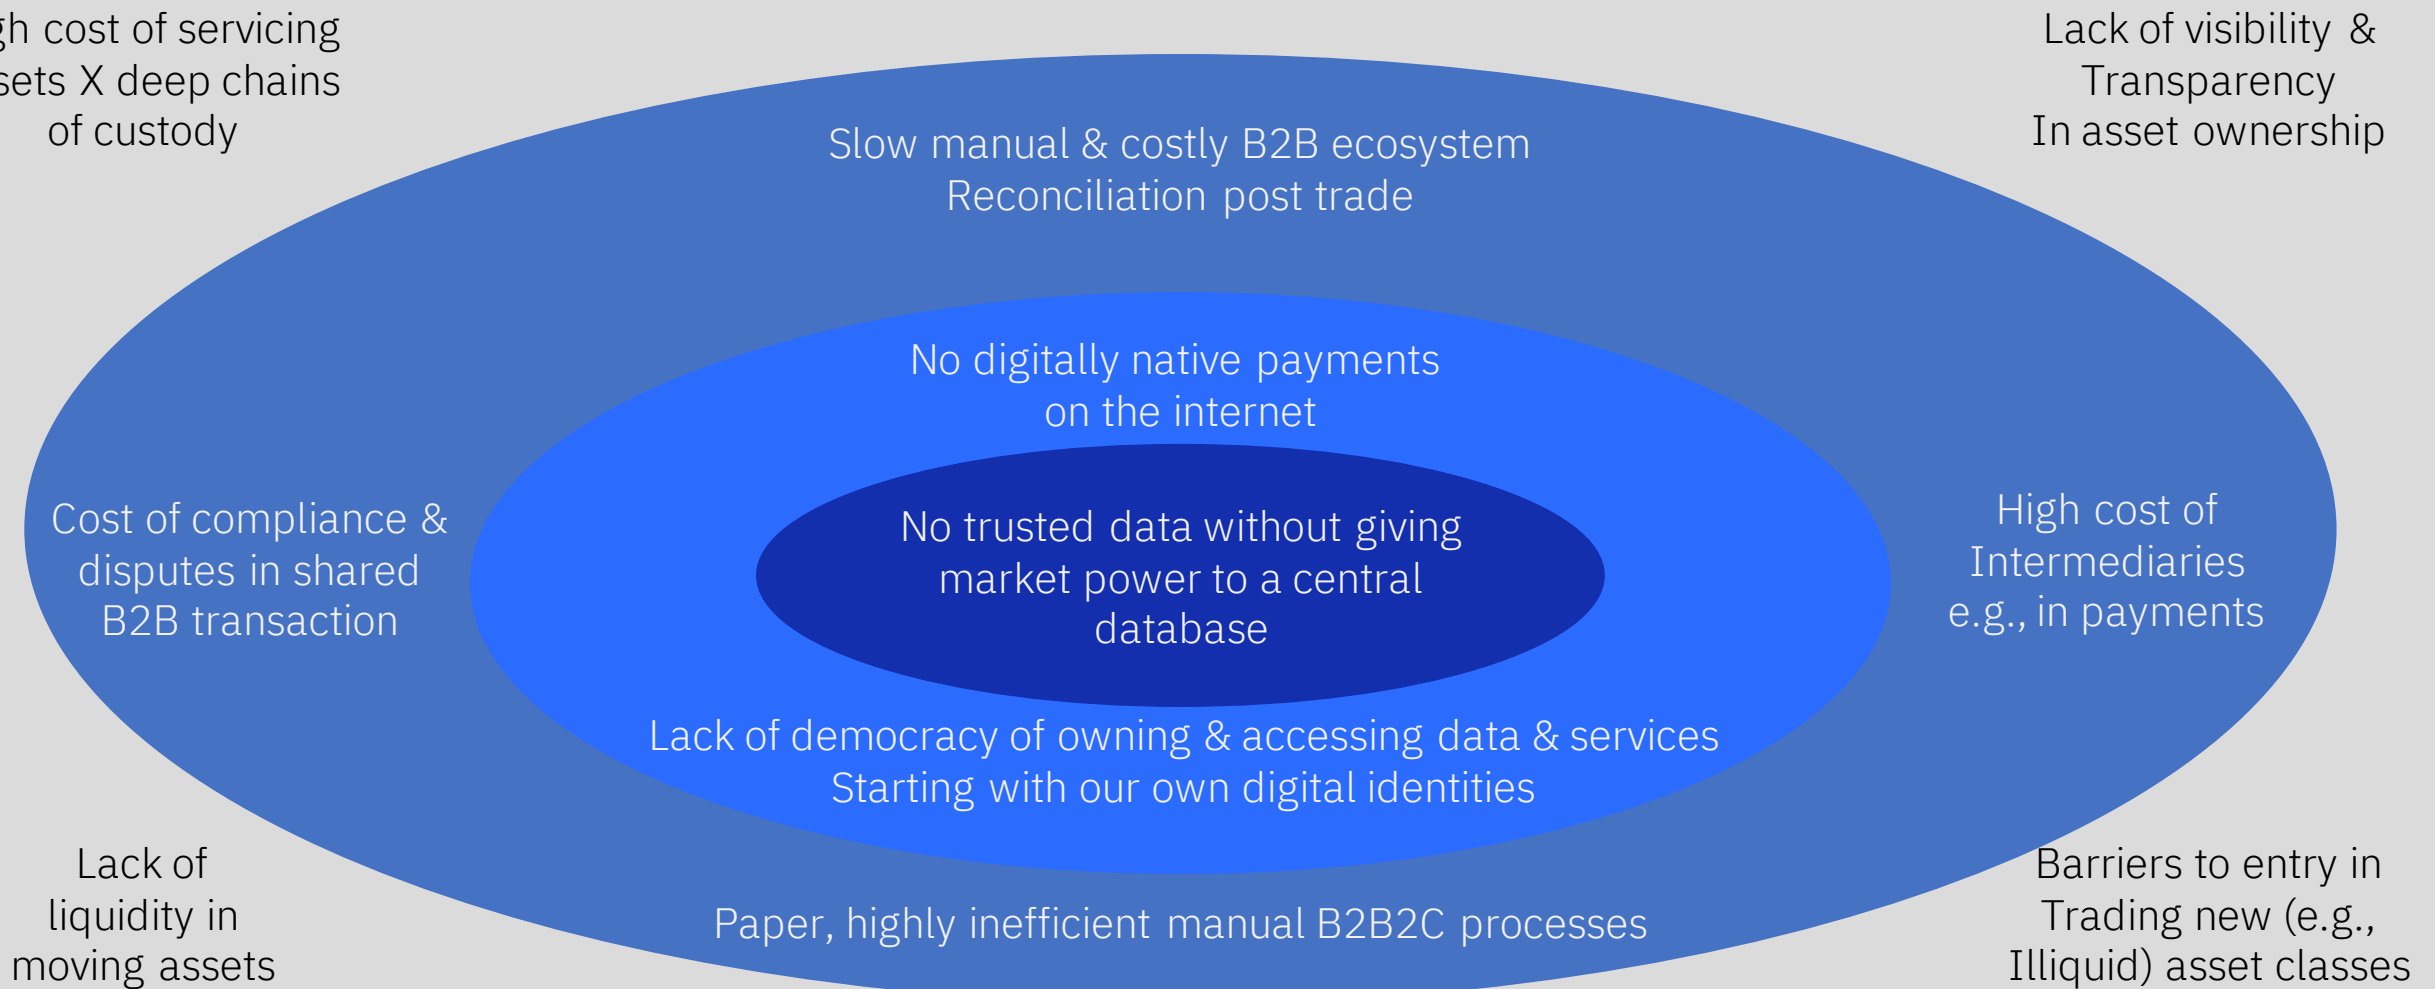 cost of servicing
X deep chains
of custody
Lack of visibility &
Transparency
In asset ownership
Slow manual & costly B2B ecosystem
Reconciliation post trade
No digitally native payments
on the internet
Cost of compliance &
disputes in shared
B2B transaction
No trusted data without giving
market power to a central
database
High cost of
Intermediaries
e.g., in payments
Lack of democracy of owning & accessing data & services
Starting with our own digital identities
Lack of
liquidity in
moving assets
Paper, highly inefficient manual B2B2C processes
Barriers to entry in
Trading new (e.g.,
Illiquid) asset classes